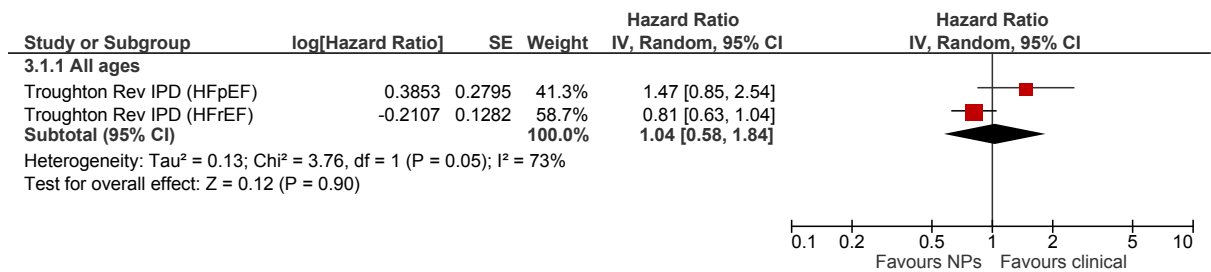 Hazard Ratio Hazard Ratio
Study or Subgroup log[Hazard Ratio] SE Weight IV, Random, 95% CI IV, Random, 95% CI
3.1.1 All ages
Troughton Rev IPD (HFpEF) 0.3853 0.2795 41.3% 1.47 [0.85, 2.54]
Troughton Rev IPD (HFrEF) -0.2107 0.1282 58.7% 0.81 [0.63, 1.04]
Subtotal (95% CI) 100.0% 1.04 [0.58, 1.84]
Heterogeneity: Tau² = 0.13; Chi² = 3.76, df = 1 (P = 0.05); I² = 73%
Test for overall effect: Z = 0.12 (P = 0.90)
0.1 0.2 0.5 1 2 5 10
Favours NPs Favours clinical